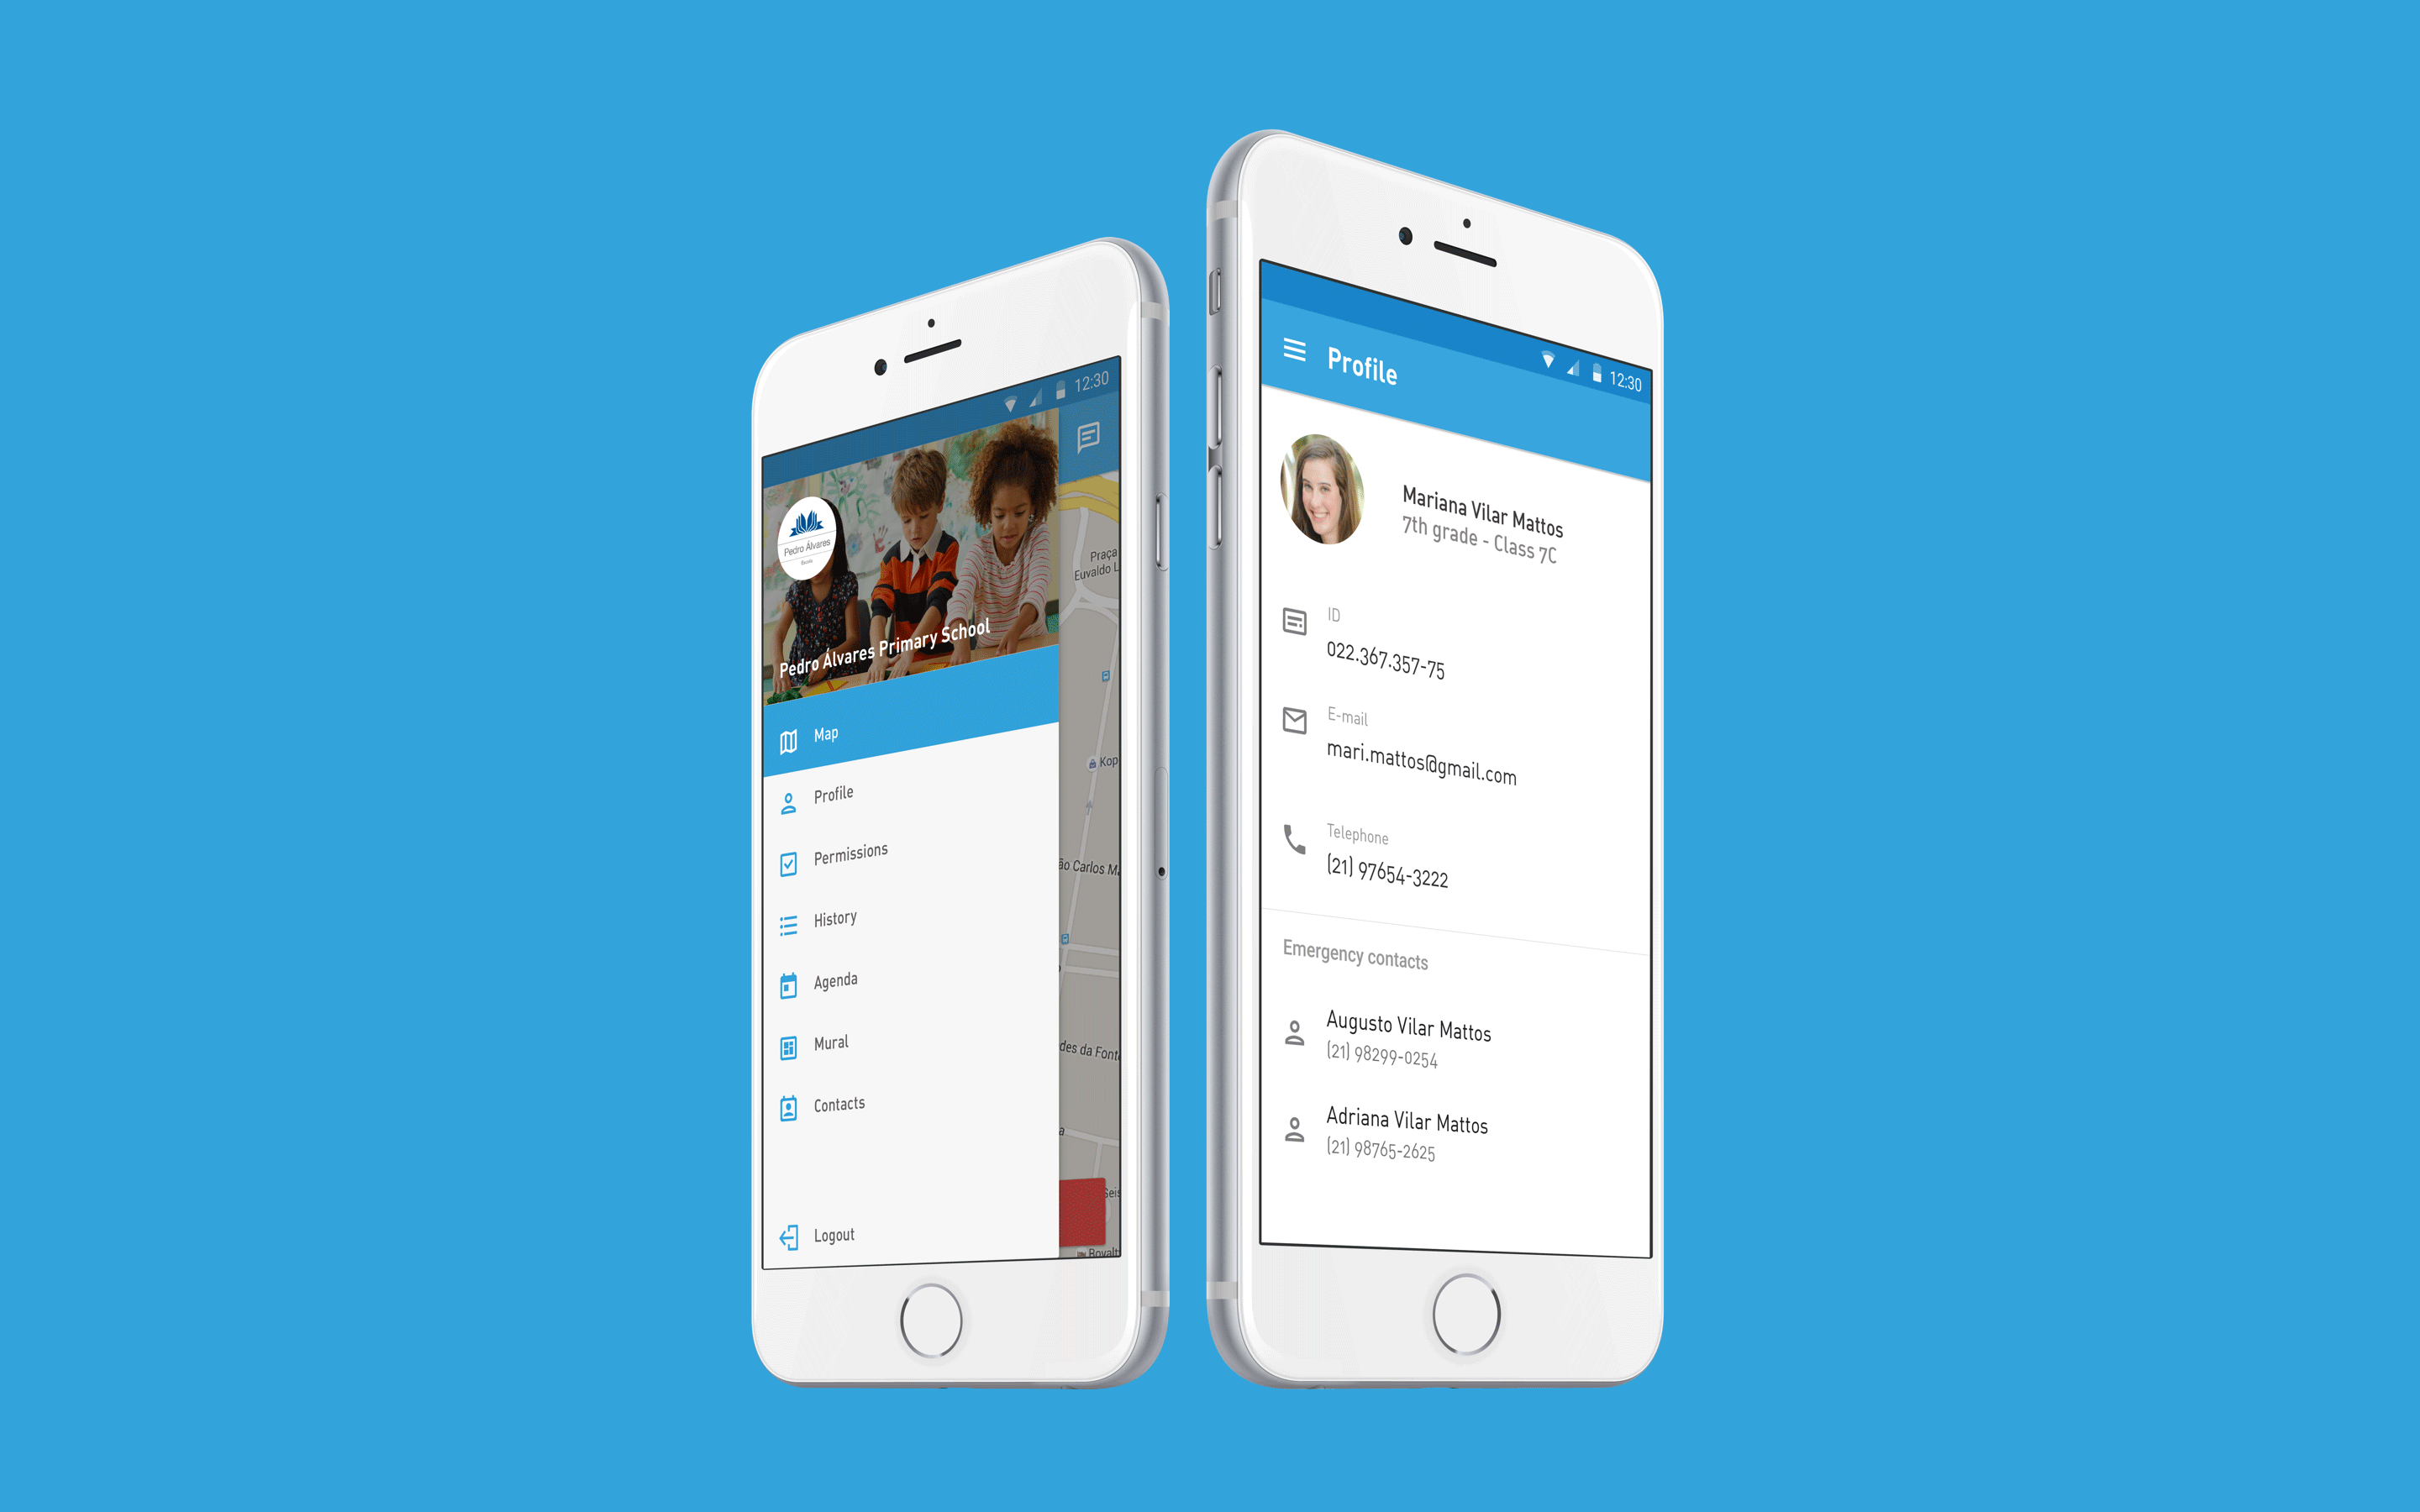 12:30
Pedro Álvares
Escola
Pedro Álvares Primary School
Map
Profile
Permissions
History
Agenda
Mural
Contacts
Logout
Praça
Euvaldo L
Kop
ão Carlos Ma
des da Fonte
a
Seis
Royalt
12:30
Profile
Mariana Vilar Mattos
7th grade - Class 7C
ID
022.367.357-75
E-mail
mari.mattos@gmail.com
Telephone
(21) 97654-3222
Emergency contacts
Augusto Vilar Mattos
(21) 98299-0254
Adriana Vilar Mattos
(21) 98765-2625